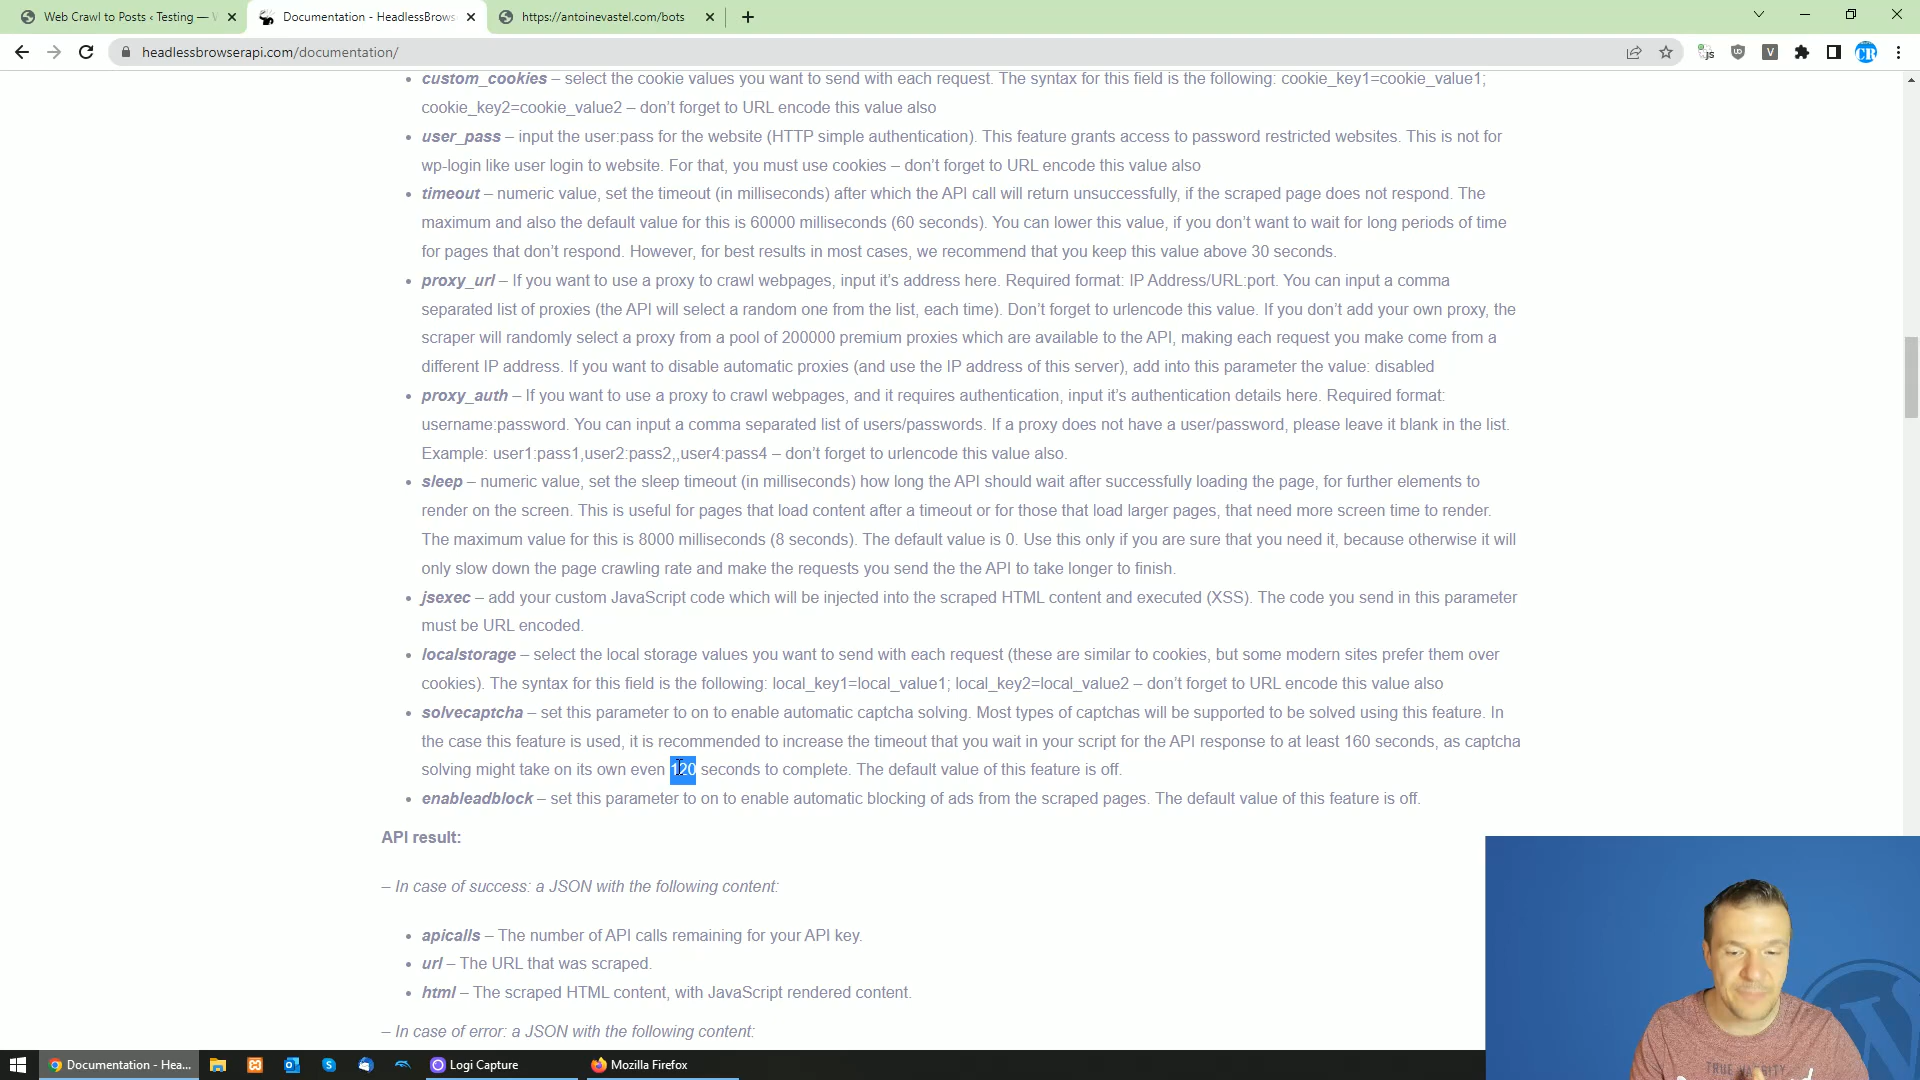 Web Crawl to Posts ‹ Testing —
Documentation - HeadlessBrows
https://antoinevastel.com/bots
headlessbrowserapi.com/documentation/
custom_cookies – select the cookie values you want to send with each request. The syntax for this field is the following: cookie_key1=cookie_value1;
cookie_key2=cookie_value2 – don’t forget to URL encode this value also
user_pass – input the user:pass for the website (HTTP simple authentication). This feature grants access to password restricted websites. This is not for
wp-login like user login to website. For that, you must use cookies – don’t forget to URL encode this value also
timeout – numeric value, set the timeout (in milliseconds) after which the API call will return unsuccessfully, if the scraped page does not respond. The
maximum and also the default value for this is 60000 milliseconds (60 seconds). You can lower this value, if you don’t want to wait for long periods of time
for pages that don’t respond. However, for best results in most cases, we recommend that you keep this value above 30 seconds.
proxy_url – If you want to use a proxy to crawl webpages, input it’s address here. Required format: IP Address/URL:port. You can input a comma
separated list of proxies (the API will select a random one from the list, each time). Don’t forget to urlencode this value. If you don’t add your own proxy, the
scraper will randomly select a proxy from a pool of 200000 premium proxies which are available to the API, making each request you make come from a
different IP address. If you want to disable automatic proxies (and use the IP address of this server), add into this parameter the value: disabled
proxy_auth – If you want to use a proxy to crawl webpages, and it requires authentication, input it’s authentication details here. Required format:
username:password. You can input a comma separated list of users/passwords. If a proxy does not have a user/password, please leave it blank in the list.
Example: user1:pass1,user2:pass2,,user4:pass4 – don’t forget to urlencode this value also.
sleep – numeric value, set the sleep timeout (in milliseconds) how long the API should wait after successfully loading the page, for further elements to
render on the screen. This is useful for pages that load content after a timeout or for those that load larger pages, that need more screen time to render.
The maximum value for this is 8000 milliseconds (8 seconds). The default value is 0. Use this only if you are sure that you need it, because otherwise it will
only slow down the page crawling rate and make the requests you send the the API to take longer to finish.
jsexec – add your custom JavaScript code which will be injected into the scraped HTML content and executed (XSS). The code you send in this parameter
must be URL encoded.
localstorage – select the local storage values you want to send with each request (these are similar to cookies, but some modern sites prefer them over
cookies). The syntax for this field is the following: local_key1=local_value1; local_key2=local_value2 – don’t forget to URL encode this value also
solvecaptcha – set this parameter to on to enable automatic captcha solving. Most types of captchas will be supported to be solved using this feature. In
the case this feature is used, it is recommended to increase the timeout that you wait in your script for the API response to at least 160 seconds, as captcha
solving might take on its own even 120 seconds to complete. The default value of this feature is off.
enableadblock – set this parameter to on to enable automatic blocking of ads from the scraped pages. The default value of this feature is off.
API result:
– In case of success: a JSON with the following content:
apicalls – The number of API calls remaining for your API key.
url – The URL that was scraped.
html – The scraped HTML content, with JavaScript rendered content.
– In case of error: a JSON with the following content:
Documentation - Hea...
Logi Capture
Mozilla Firefox